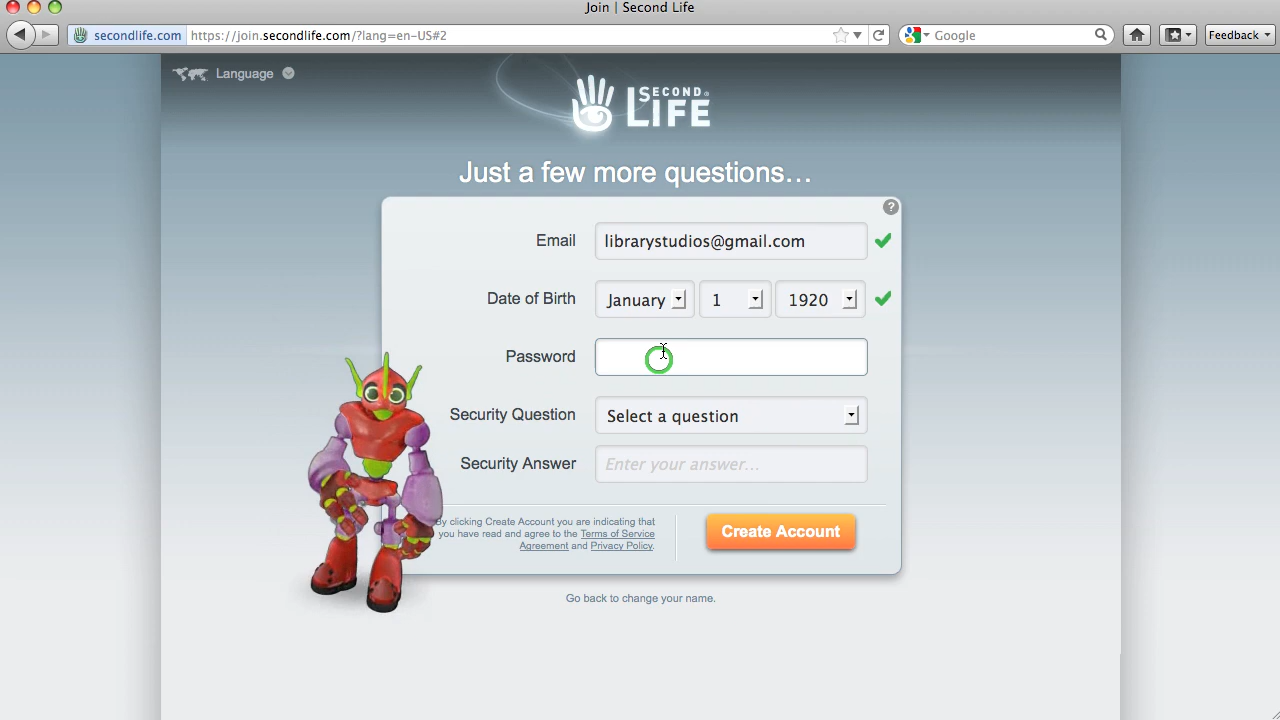 Join | Second Life
secondlife.com https://join.secondlife.com/?lang=en-US#2
Google
Feedback
Language
SECOND®
LIFE
Just a few more questions...
?
Email librarystudios@gmail.com
Date of Birth January 1 1920
Password
Security Question Select a question
Security Answer Enter your answer...
By clicking Create Account you are indicating that
you have read and agree to the Terms of Service
Agreement and Privacy Policy.
Create Account
Go back to change your name.